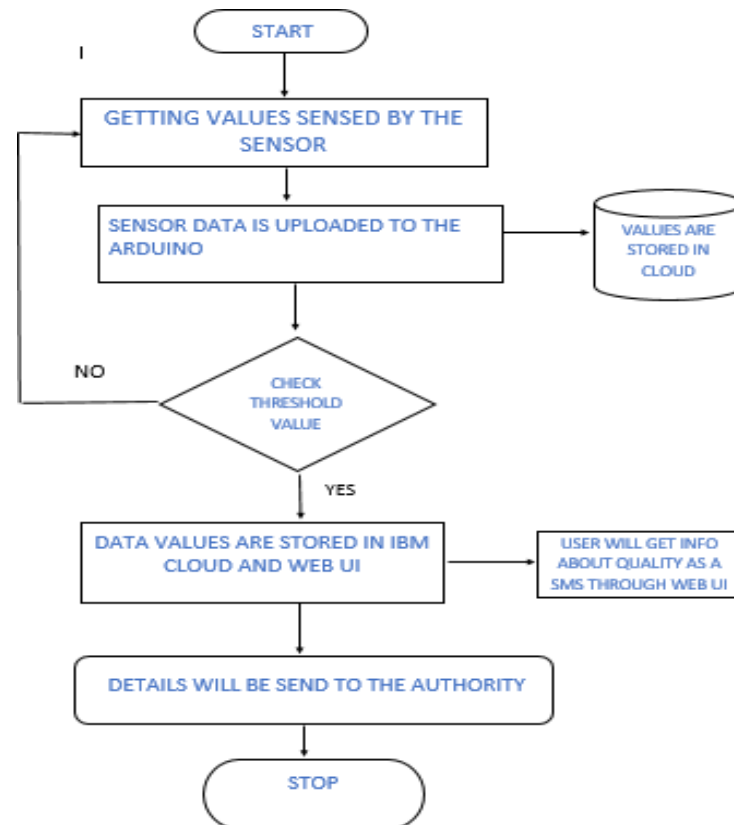 START
I
GETTING VALUES SENSED BY THE
SENSOR
SENSOR DATA IS UPLOADED TO THE
ARDUINO
VALUES ARE
STORED IN
CLOUD
NO
CHECK
THRESHOLD
VALUE
YES
DATA VALUES ARE STORED IN IBM
CLOUD AND WEB UI
USER WILL GET INFO
ABOUT QUALITY AS A
SMS THROUGH WEB UI
DETAILS WILL BE SEND TO THE AUTHORITY
STOP